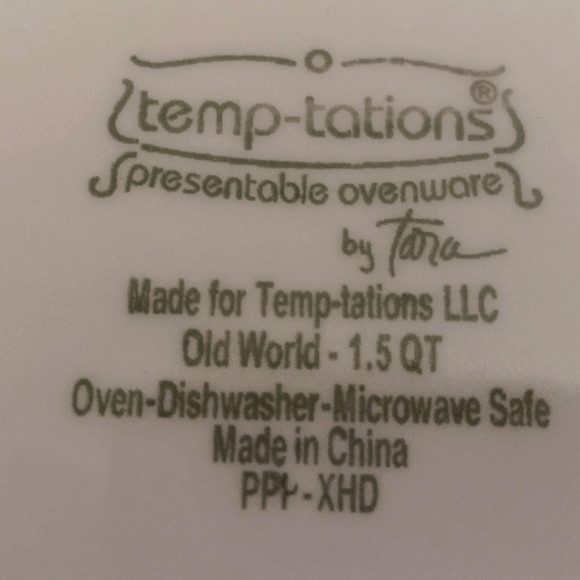 temp-tations®
presentable ovenware
by Tara
Made for Temp-tations LLC
Old World - 1.5 QT
Oven-Dishwasher-Microwave Safe
Made in China
-XHD